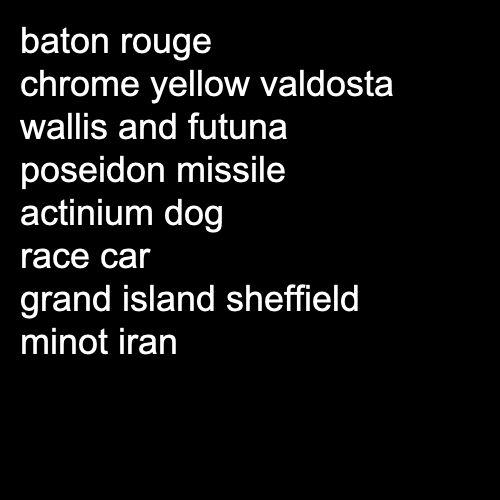 baton rouge
chrome yellow valdosta
wallis and futuna
poseidon missile
actinium dog
race car
grand island sheffield
minot iran